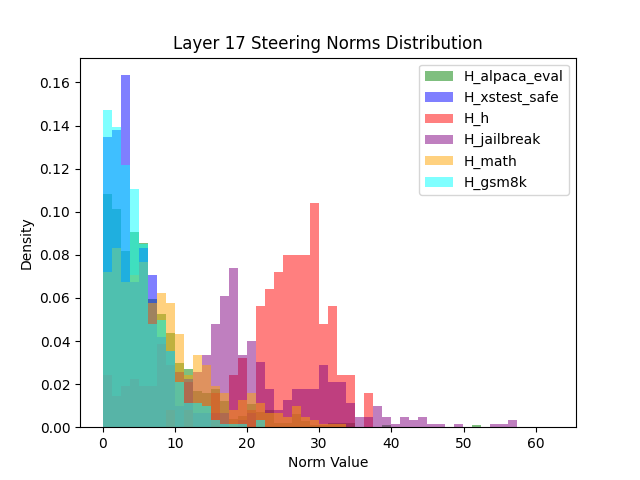 Layer 17 Steering Norms Distribution
H_alpaca_eval
H_xstest_safe
H_h
H_jailbreak
H_math
H_gsm8k
Density
0.16
0.14
0.12
0.10
0.08
0.06
0.04
0.02
0.00
0 10 20 30 40 50 60
Norm Value